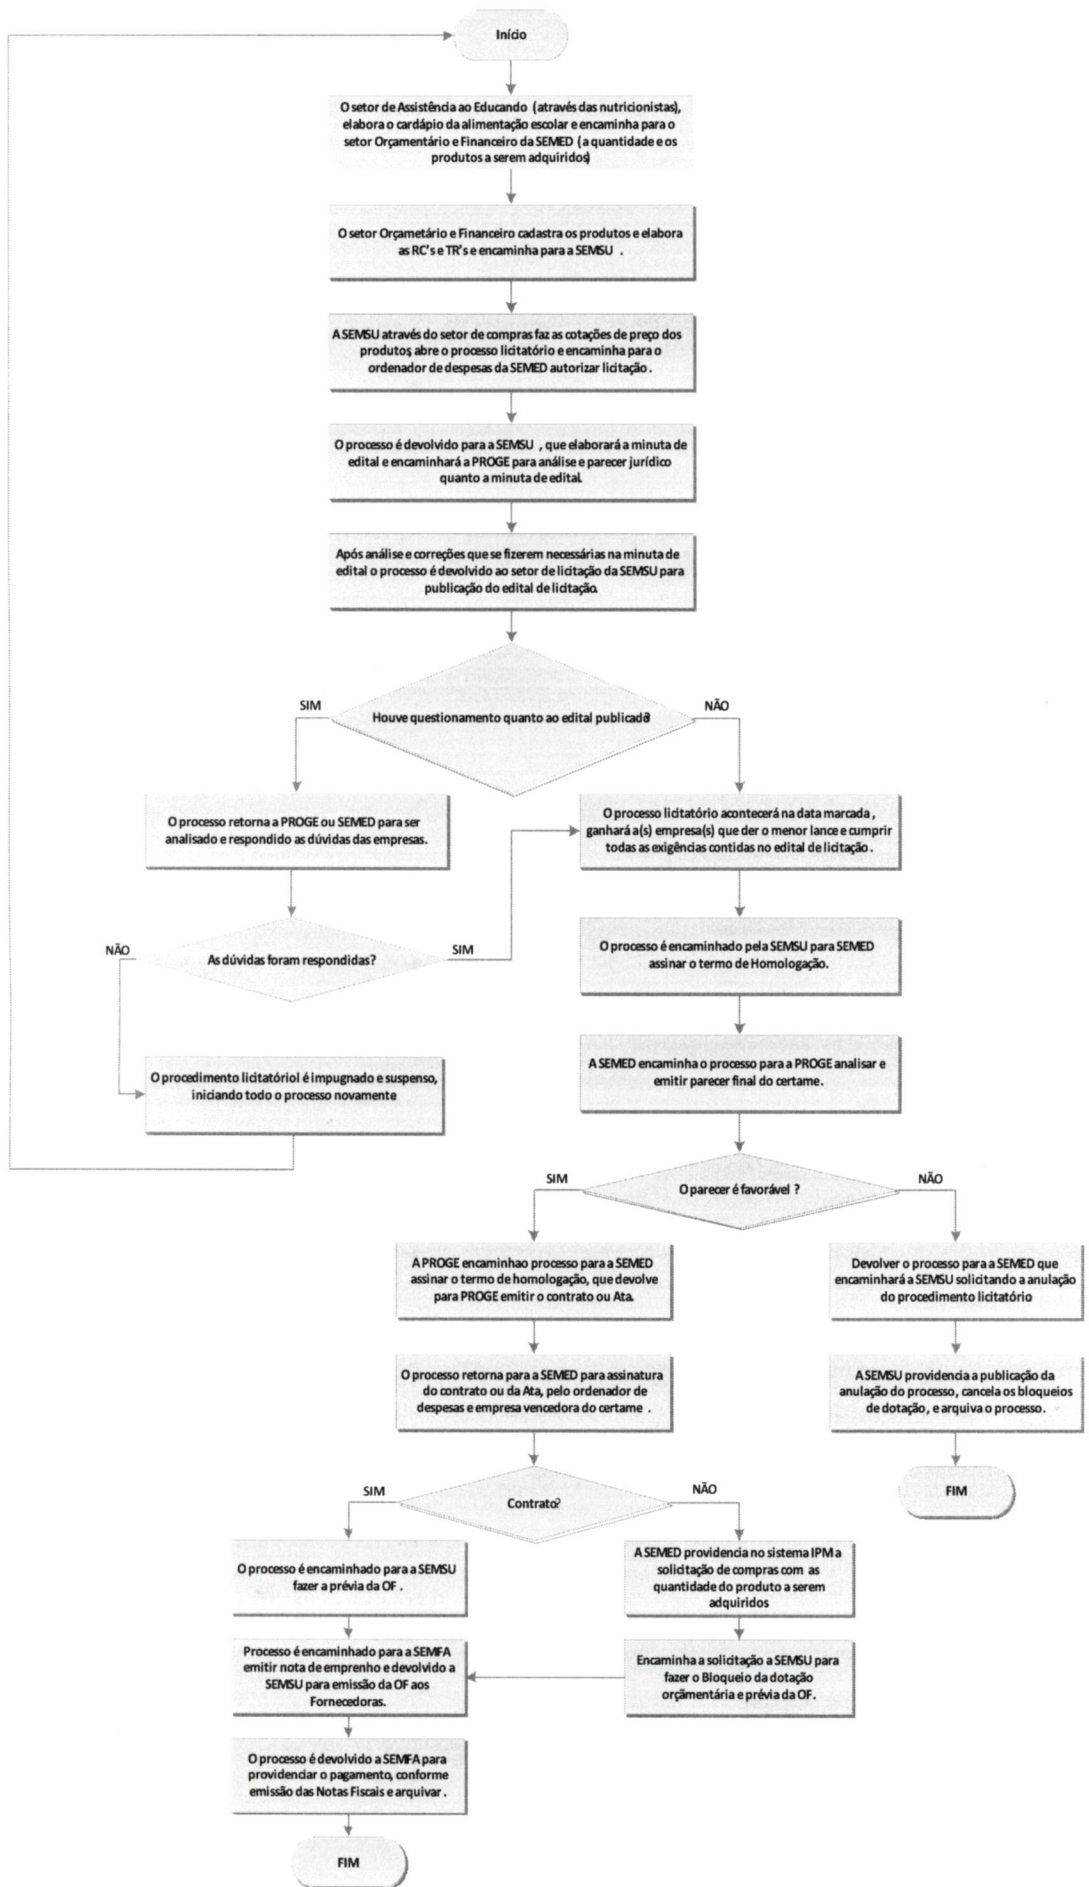 Início
O setor de Assistência ao Educando (através das nutricionistas),
elabora o cardápio da alimentação escolar e encaminha para o
setor Orçamentário e Financeiro da SEMED (a quantidade e os
produtos a serem adquiridos)
O setor Orçametário e Financeiro cadastra os produtos e elabora
as RC's e TR's e encaminha para a SEMSU .
A SEMSU através do setor de compras faz as cotações de preço dos
produtos, abre o processo licitatório e encaminha para o
ordenador de despesas da SEMED autorizar licitação .
O processo é devolvido para a SEMSU , que elaborará a minuta de
edital e encaminhará a PROGE para análise e parecer jurídico
quanto a minuta de edital.
Após análise e correções que se fizerem necessárias na minuta de
edital o processo é devolvido ao setor de licitação da SEMSU para
publicação do edital de licitação.
SIM
Houve questionamento quanto ao edital publicado?
NÃO
O processo retorna a PROGE ou SEMED para ser
analisado e respondido as dúvidas das empresas.
O processo licitatório acontecerá na data marcada ,
ganhará a(s) empresa(s) que der o menor lance e cumprir
todas as exigências contidas no edital de licitação .
NÃO
As dúvidas foram respondidas?
SIM
O processo é encaminhado pela SEMSU para SEMED
assinar o termo de Homologação.
O procedimento licitatóriol é impugnado e suspenso,
iniciando todo o processo novamente
A SEMED encaminha o processo para a PROGE analisar e
emitir parecer final do certame .
SIM
O parecer é favorável ?
NÃO
A PROGE encaminhao processo para a SEMED
assinar o termo de homologação, que devolve
para PROGE emitir o contrato ou Ata.
Devolver o processo para a SEMED que
encaminhará a SEMSU solicitando a anulação
do procedimento licitatório
O processo retorna para a SEMED para assinatura
do contrato ou da Ata, pelo ordenador de
despesas e empresa vencedora do certame .
A SEMSU providencia a publicação da
anulação do processo, cancela os bloqueios
de dotação , e arquiva o processo.
FIM
SIM
Contrato?
NÃO
O processo é encaminhado para a SEMSU
fazer a prévia da OF .
A SEMED providencia no sistema IPM a
solicitação de compras com as
quantidade do produto a serem
adquiridos
Processo é encaminhado para a SEMFA
emitir nota de emprenho e devolvido a
SEMSU para emissão da OF aos
Fornecedoras.
Encaminha a solicitação a SEMSU para
fazer o Bloqueio da dotação
orçãmentária e prévia da OF.
O processo é devolvido a SEMFA para
providenciar o pagamento, conforme
emissão das Notas Fiscais e arquivar .
FIM